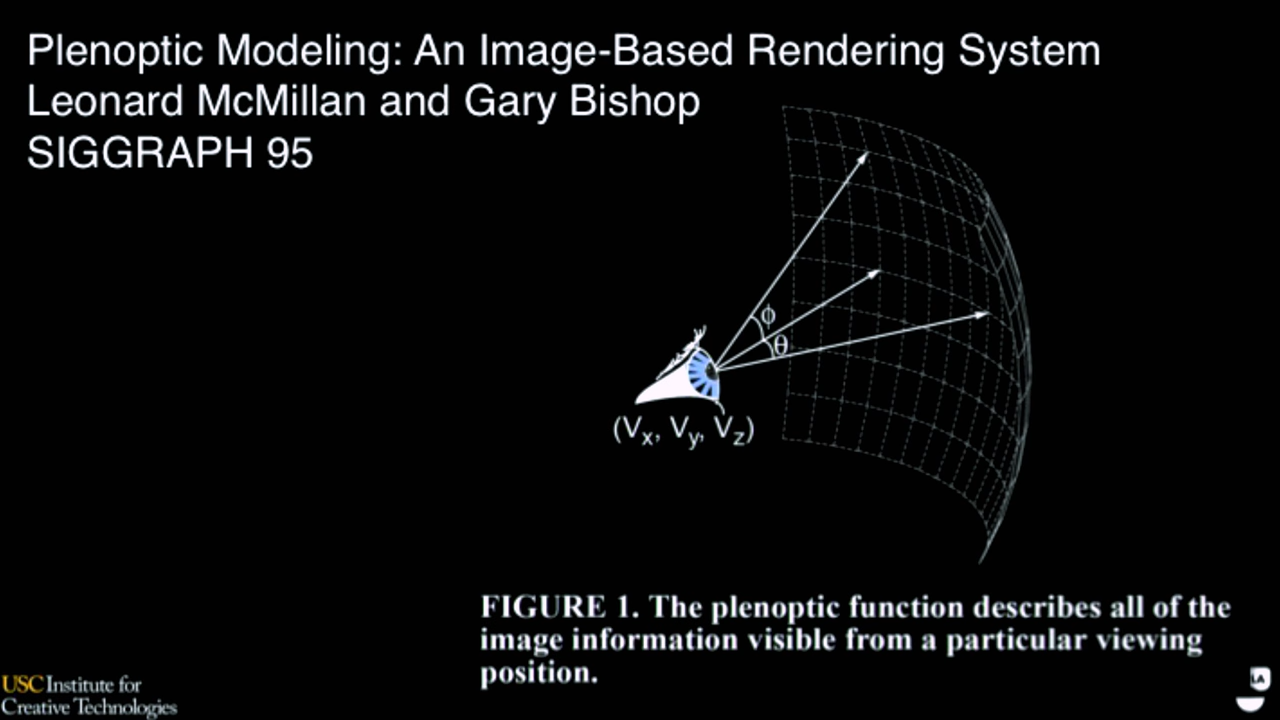 Plenoptic Modeling: An Image-Based Rendering System
Leonard McMillan and Gary Bishop
SIGGRAPH 95
ϕ
θ
(Vx, Vy, Vz)
FIGURE 1. The plenoptic function describes all of the
image information visible from a particular viewing
position.
USC Institute for
Creative Technologies
LA